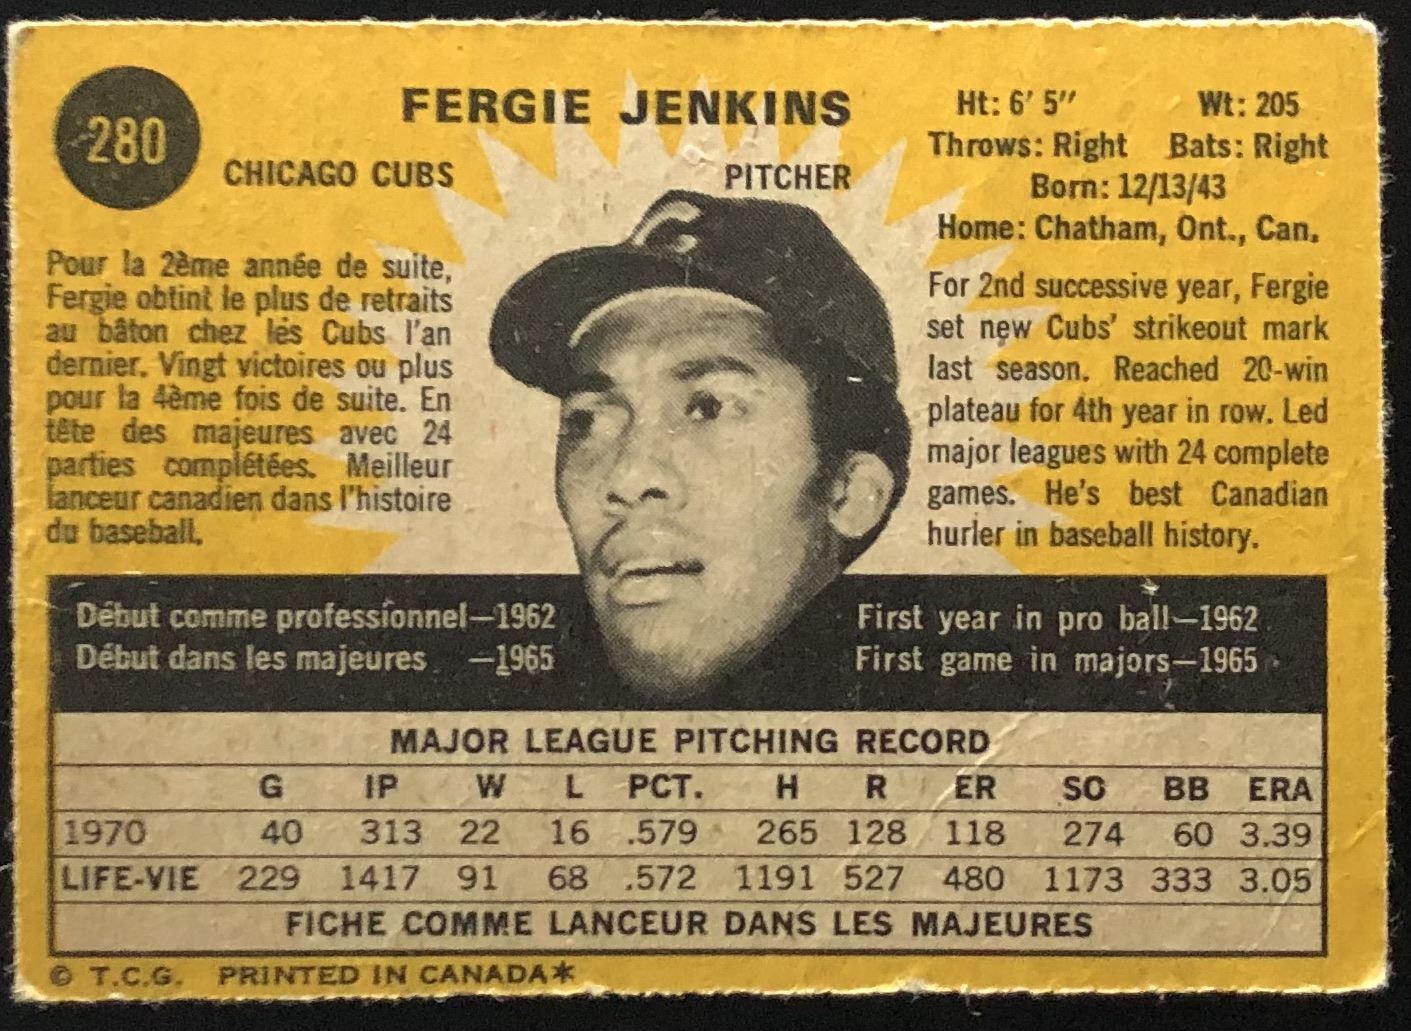 280
FERGIE JENKINS
CHICAGO CUBS PITCHER
Ht: 6' 5" Wt: 205
Throws: Right Bats: Right
Born: 12/13/43
Home: Chatham, Ont., Can.
Pour la 2ème année de suite,
Fergie obtint le plus de retraits
au bâton chez lés Cubs l'an
dernier. Vingt victoires ou plus
pour la 4ème fois de suite. En
tête des majeures avec 24
parties complétées. Meilleur
lanceur canadien dans l'histoire
du baseball.
For 2nd successive year, Fergie
set new Cubs' strikeout mark
last season. Reached 20-win
plateau for 4th year in row. Led
major leagues with 24 complete
games. He's best Canadian
hurler in baseball history.
Début comme professionnel—1962
Début dans les majeures —1965
First year in pro ball—1962
First game in majors—1965
MAJOR LEAGUE PITCHING RECORD
G IP W L PCT. H R ER SO BB ERA
1970 40 313 22 16 .579 265 128 118 274 60 3.39
LIFE-VIE 229 1417 91 68 .572 1191 527 480 1173 333 3.05
FICHE COMME LANCEUR DANS LES MAJEURES
© T.C.G. PRINTED IN CANADA*